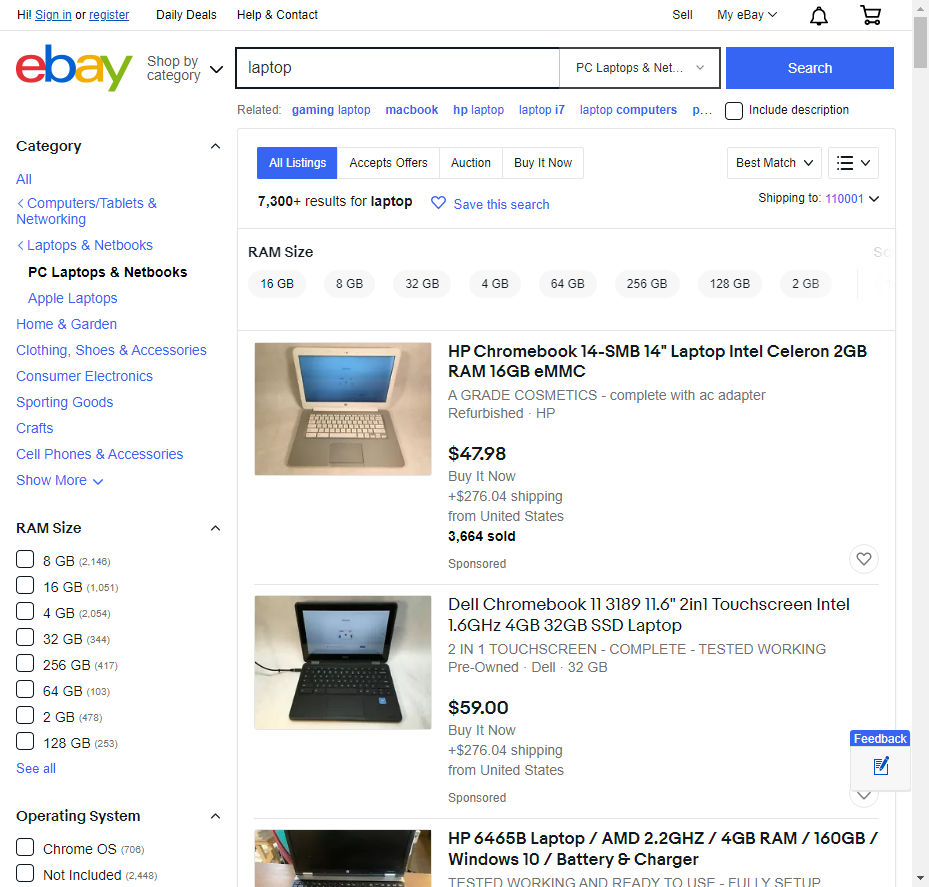 Hi! Sign in or register Daily Deals Help & Contact Sell My eBay
ebay
Shop by category
laptop PC Laptops & Net... Search
Related: gaming laptop macbook hp laptop laptop i7 laptop computers p... Include description
Category
All
Computers/Tablets & Networking
Laptops & Netbooks
PC Laptops & Netbooks
Apple Laptops
Home & Garden
Clothing, Shoes & Accessories
Consumer Electronics
Sporting Goods
Crafts
Cell Phones & Accessories
Show More
RAM Size
8 GB (2,146)
16 GB (1,051)
4 GB (2,054)
32 GB (344)
256 GB (417)
64 GB (103)
2 GB (478)
128 GB (253)
See all
Operating System
Chrome OS (706)
Not Included (2,448)
All Listings Accepts Offers Auction Buy It Now Best Match
7,300+ results for laptop Save this search Shipping to: 110001
RAM Size
16 GB 8 GB 32 GB 4 GB 64 GB 256 GB 128 GB 2 GB
HP Chromebook 14-SMB 14" Laptop Intel Celeron 2GB
RAM 16GB eMMC
A GRADE COSMETICS - complete with ac adapter
Refurbished · HP
$47.98
Buy It Now
+$276.04 shipping
from United States
3,664 sold
Sponsored
Dell Chromebook 11 3189 11.6" 2in1 Touchscreen Intel
1.6GHz 4GB 32GB SSD Laptop
2 IN 1 TOUCHSCREEN - COMPLETE - TESTED WORKING
Pre-Owned · Dell · 32 GB
$59.00
Buy It Now
+$276.04 shipping
from United States
Sponsored
Feedback
HP 6465B Laptop / AMD 2.2GHZ / 4GB RAM / 160GB /
Windows 10 / Battery & Charger
TESTED WORKING AND READY TO USE - FULLY SETUP